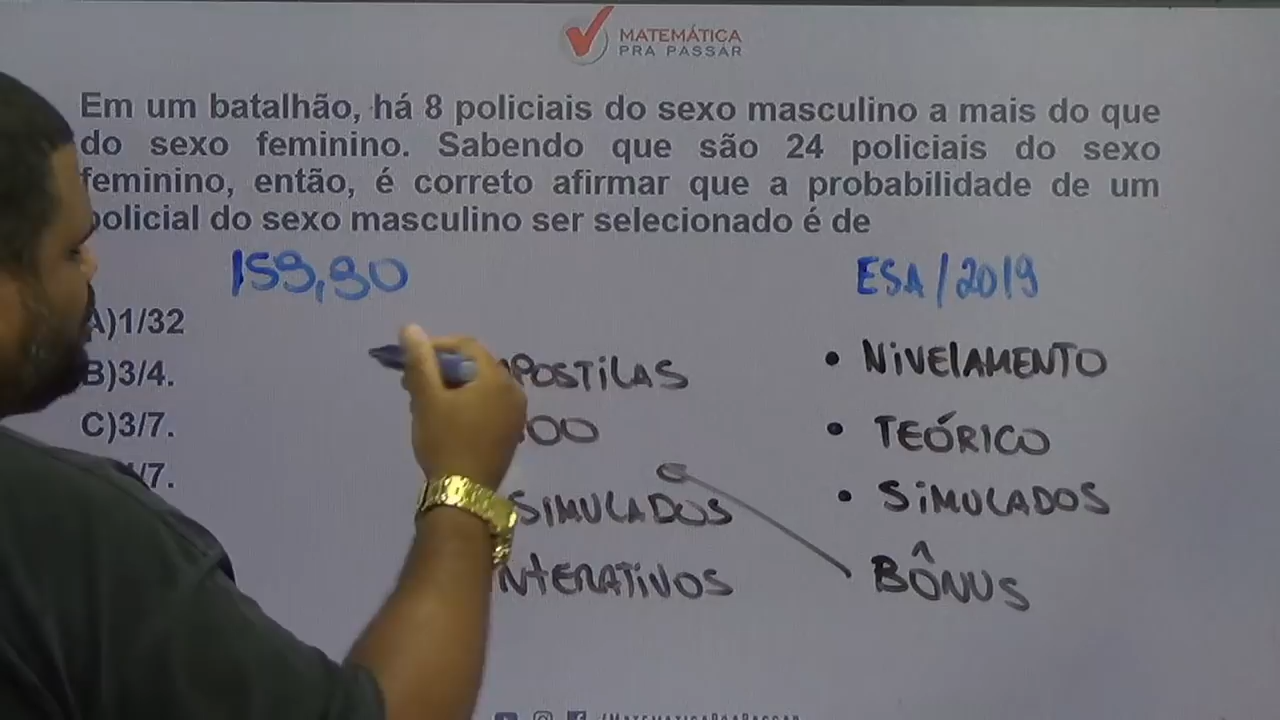 MATEMÁTICA
PRA PASSAR
Em um batalhão, há 8 policiais do sexo masculino a mais do que
do sexo feminino. Sabendo que são 24 policiais do sexo
feminino, então, é correto afirmar que a probabilidade de um
policial do sexo masculino ser selecionado é de
159,90
ESA/2019
A)1/32
B)3/4.
C)3/7.
/7.
POSTILAS
00
SIMULADOS
NTERATIVOS
• NIVELAMENTO
• TEÓRICO
• SIMULADOS
BÔNUS